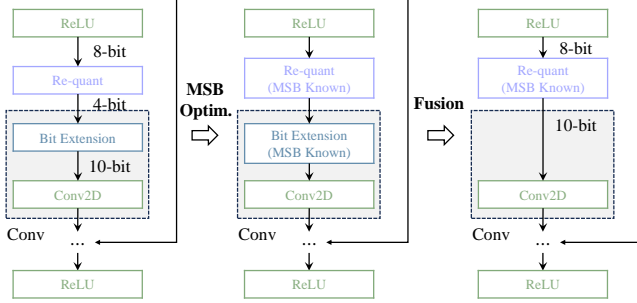 ReLU
8-bit
Re-quant
4-bit
Bit Extension
10-bit
Conv2D
Conv
...
ReLU
MSB
Optim.
ReLU
Re-quant
(MSB Known)
Bit Extension
(MSB Known)
Conv2D
Conv
...
ReLU
Fusion
ReLU
8-bit
Re-quant
(MSB Known)
10-bit
Conv2D
Conv
...
ReLU